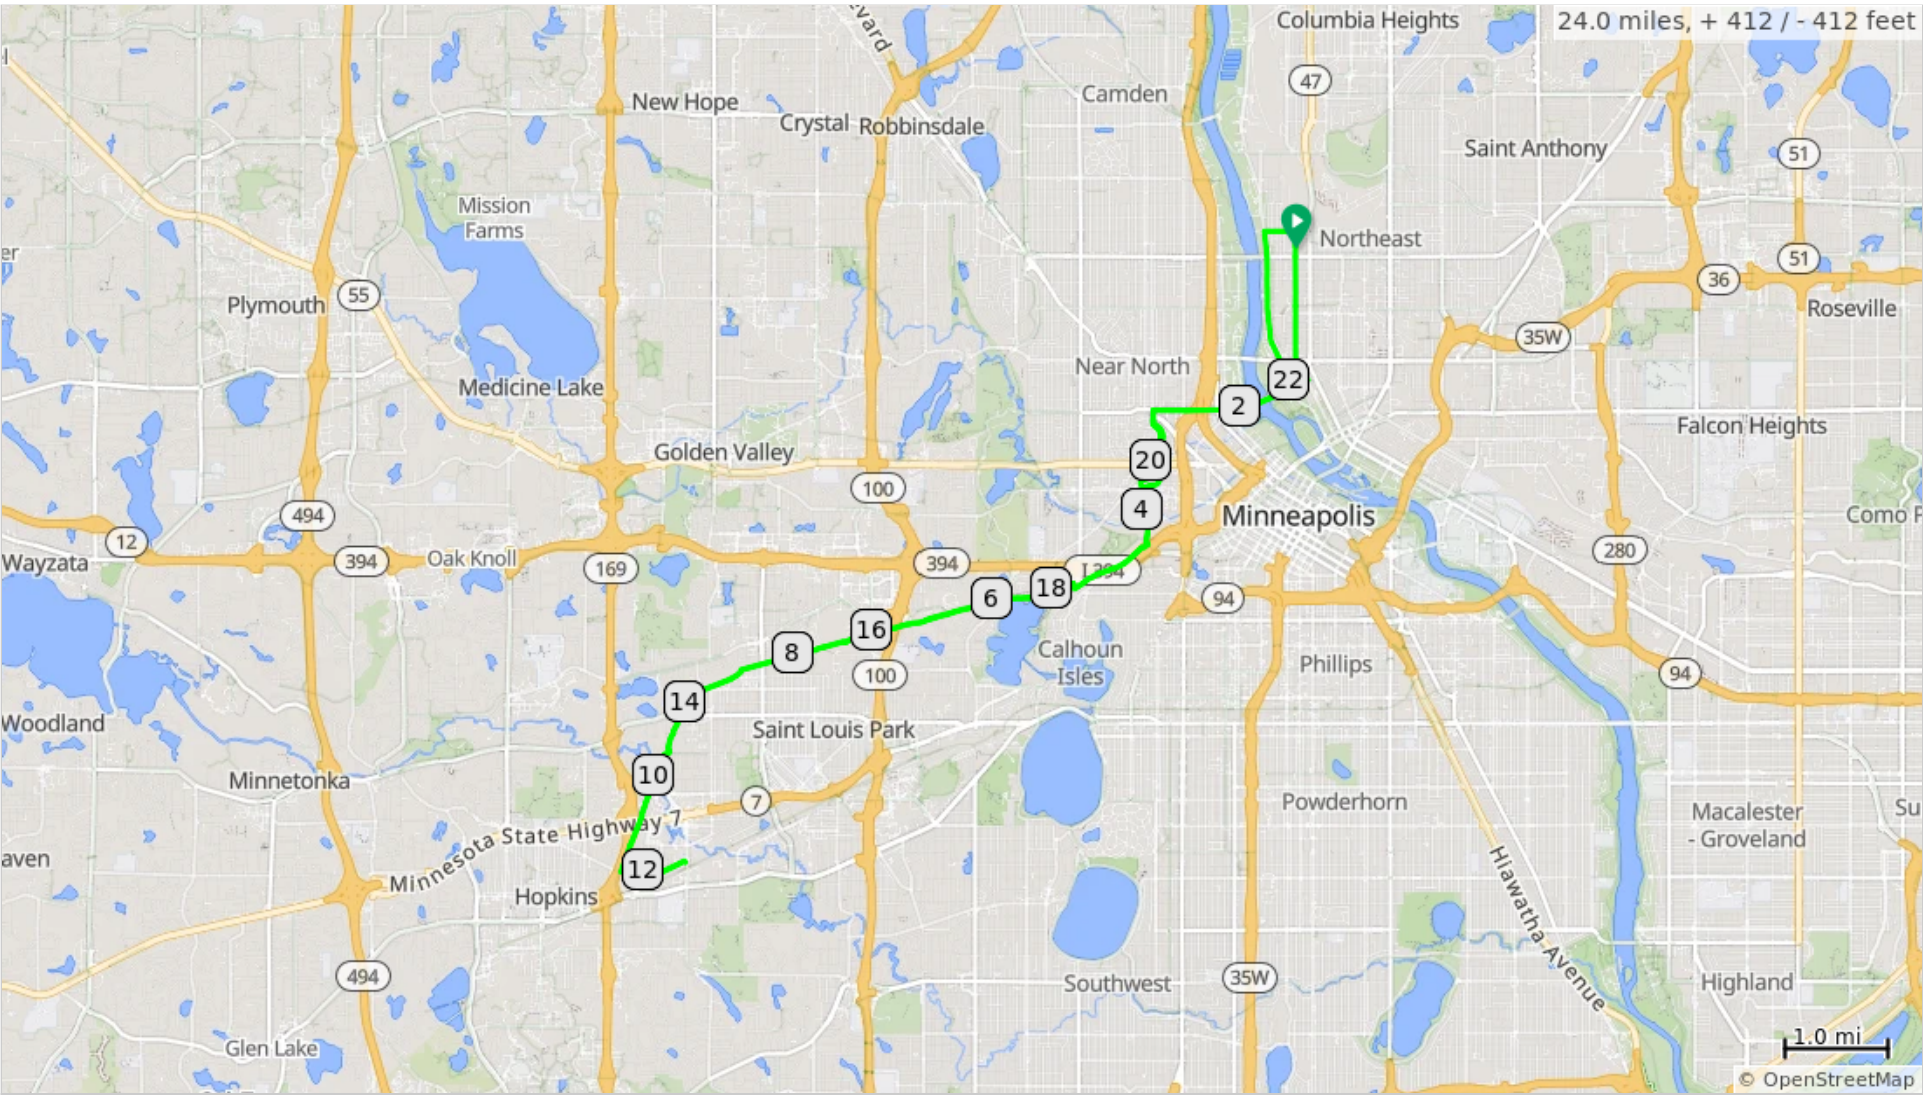 Columbia Heights
24.0 miles, + 412 / - 412 feet
evard
47
New Hope
Camden
Crystal
Robbinsdale
Saint Anthony
51
Mission
Farms
Northeast
51
36
Plymouth
55
Roseville
35W
Near North
Medicine Lake
22
2
Falcon Heights
Golden Valley
20
100
4
494
Minneapolis
12
280
Wayzata
394
Oak Knoll
169
394
I 394
18
6
94
16
8
Calhoun
Isles
Phillips
100
94
14
Woodland
Saint Louis Park
10
Minnetonka
7
Powderhorn
Macalester
- Groveland
Minnesota State Highway 7
aven
12
Hopkins
Hiawatha Avenue
494
Southwest
35W
Highland
Glen Lake
1.0 mi
© OpenStreetMap